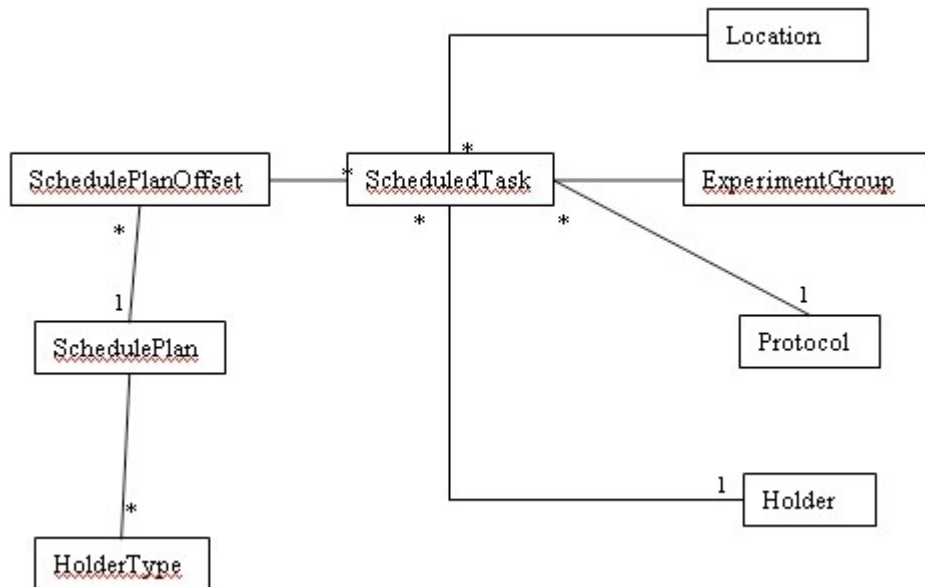 Location
*
SchedulePlanOffset
*
ScheduledTask
ExperimentGroup
*
*
*
1
1
SchedulePlan
Protocol
1
Holder
*
HolderType